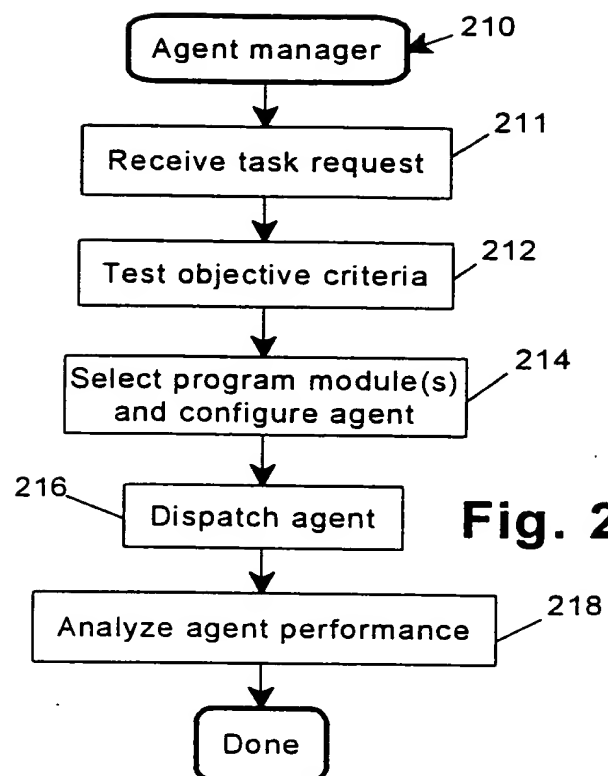 Agent manager
210
Receive task request
211
Test objective criteria
212
Select program module(s)
and configure agent
214
216
Dispatch agent
Fig. 2
Analyze agent performance
218
Done